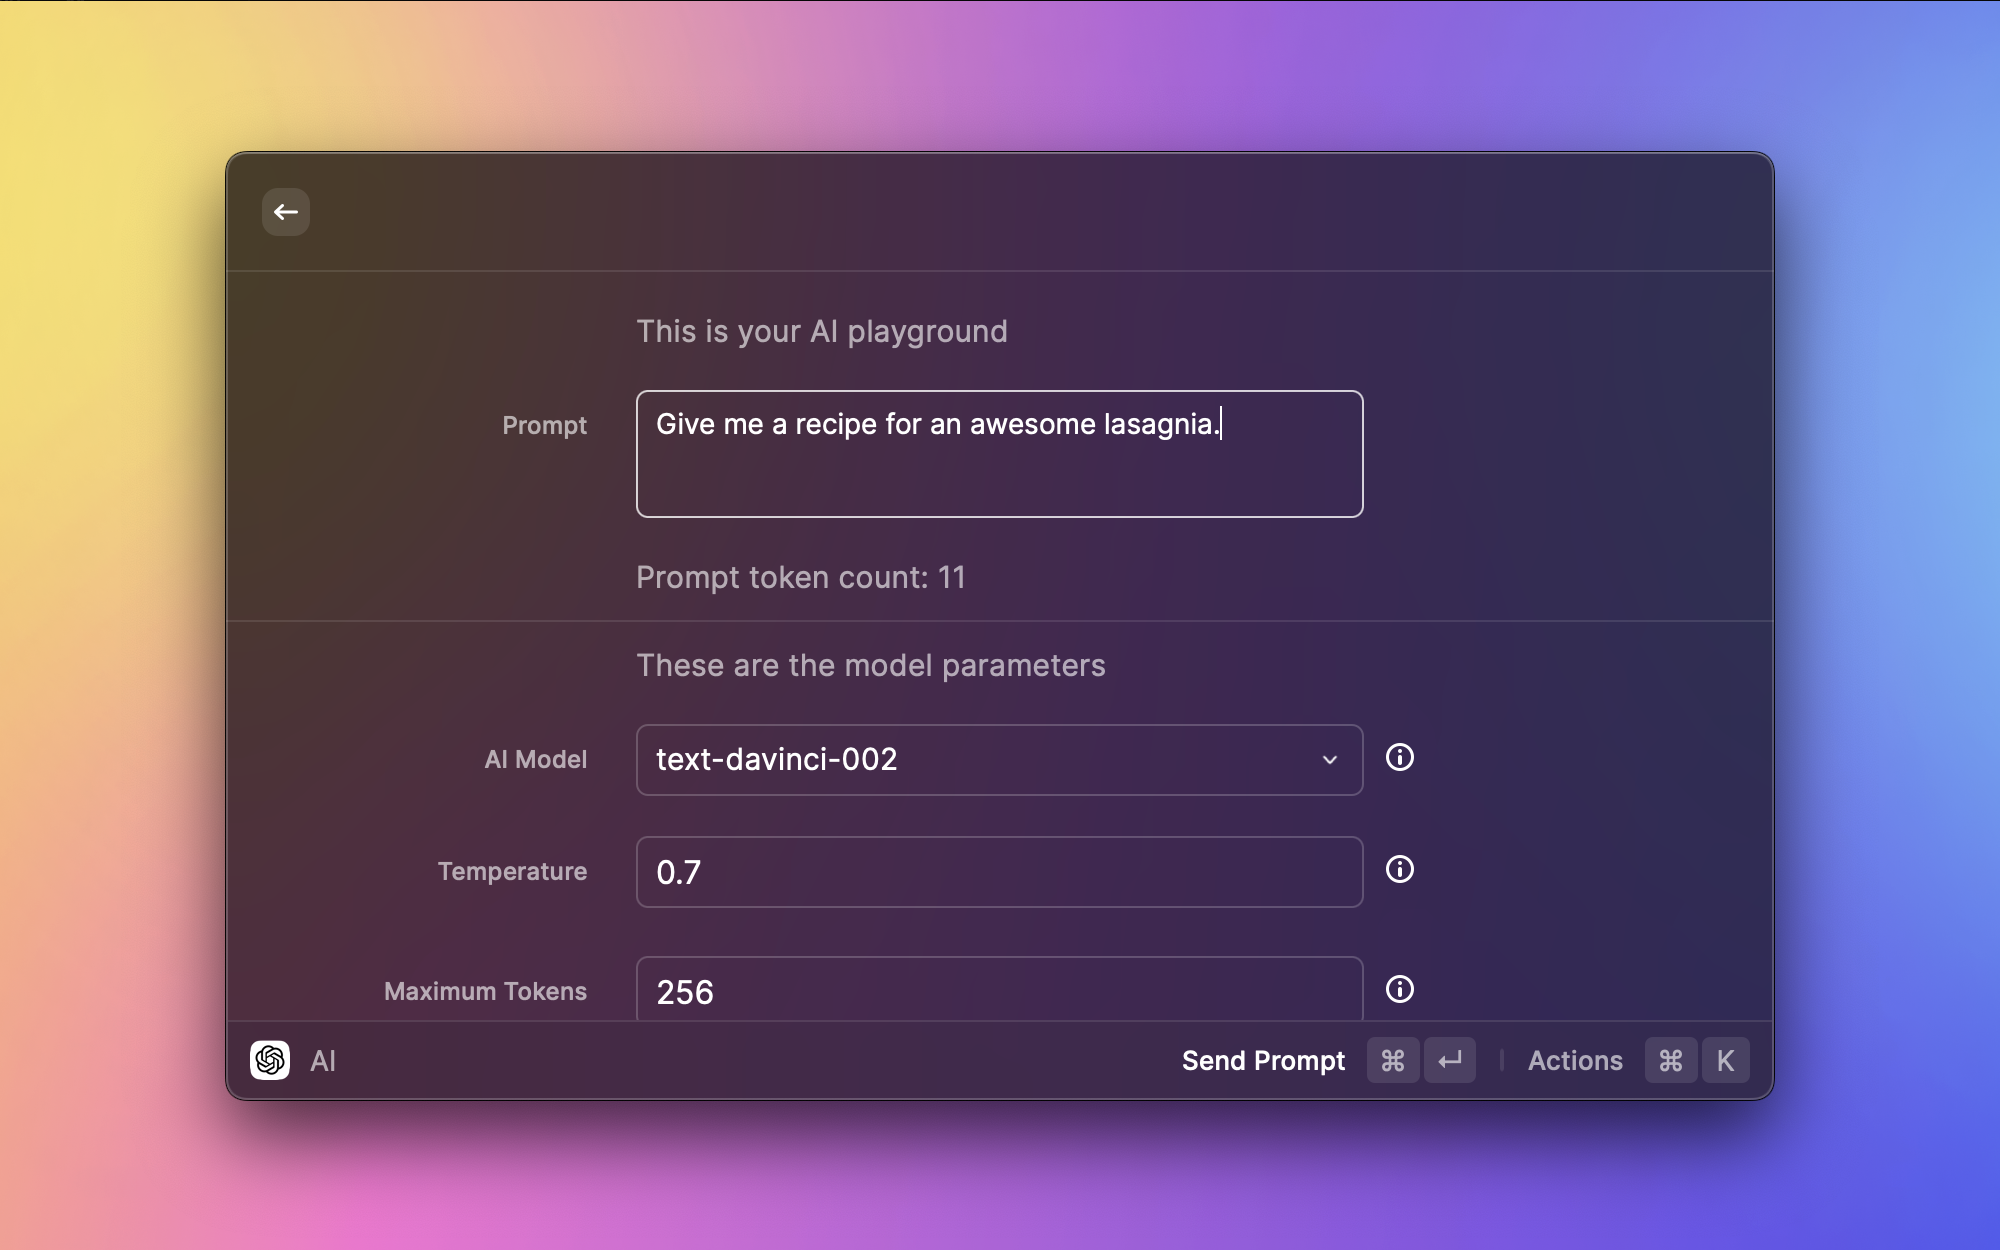 This is your AI playground
Prompt
Give me a recipe for an awesome lasagnia.
Prompt token count: 11
These are the model parameters
AI Model
text-davinci-002
Temperature
0.7
Maximum Tokens
256
AI
Send Prompt ⌘ ↵ | Actions ⌘ K